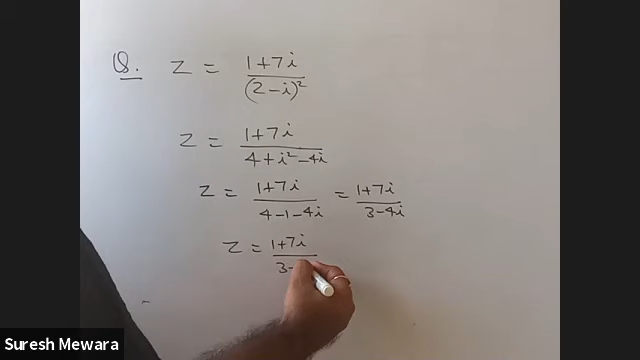 Q. z = (1+7i)/(2-i)²
z = (1+7i)/(4+i²-4i)
z = (1+7i)/(4-1-4i) = (1+7i)/(3-4i)
z = (1+7i)/(3-
Suresh Mewara